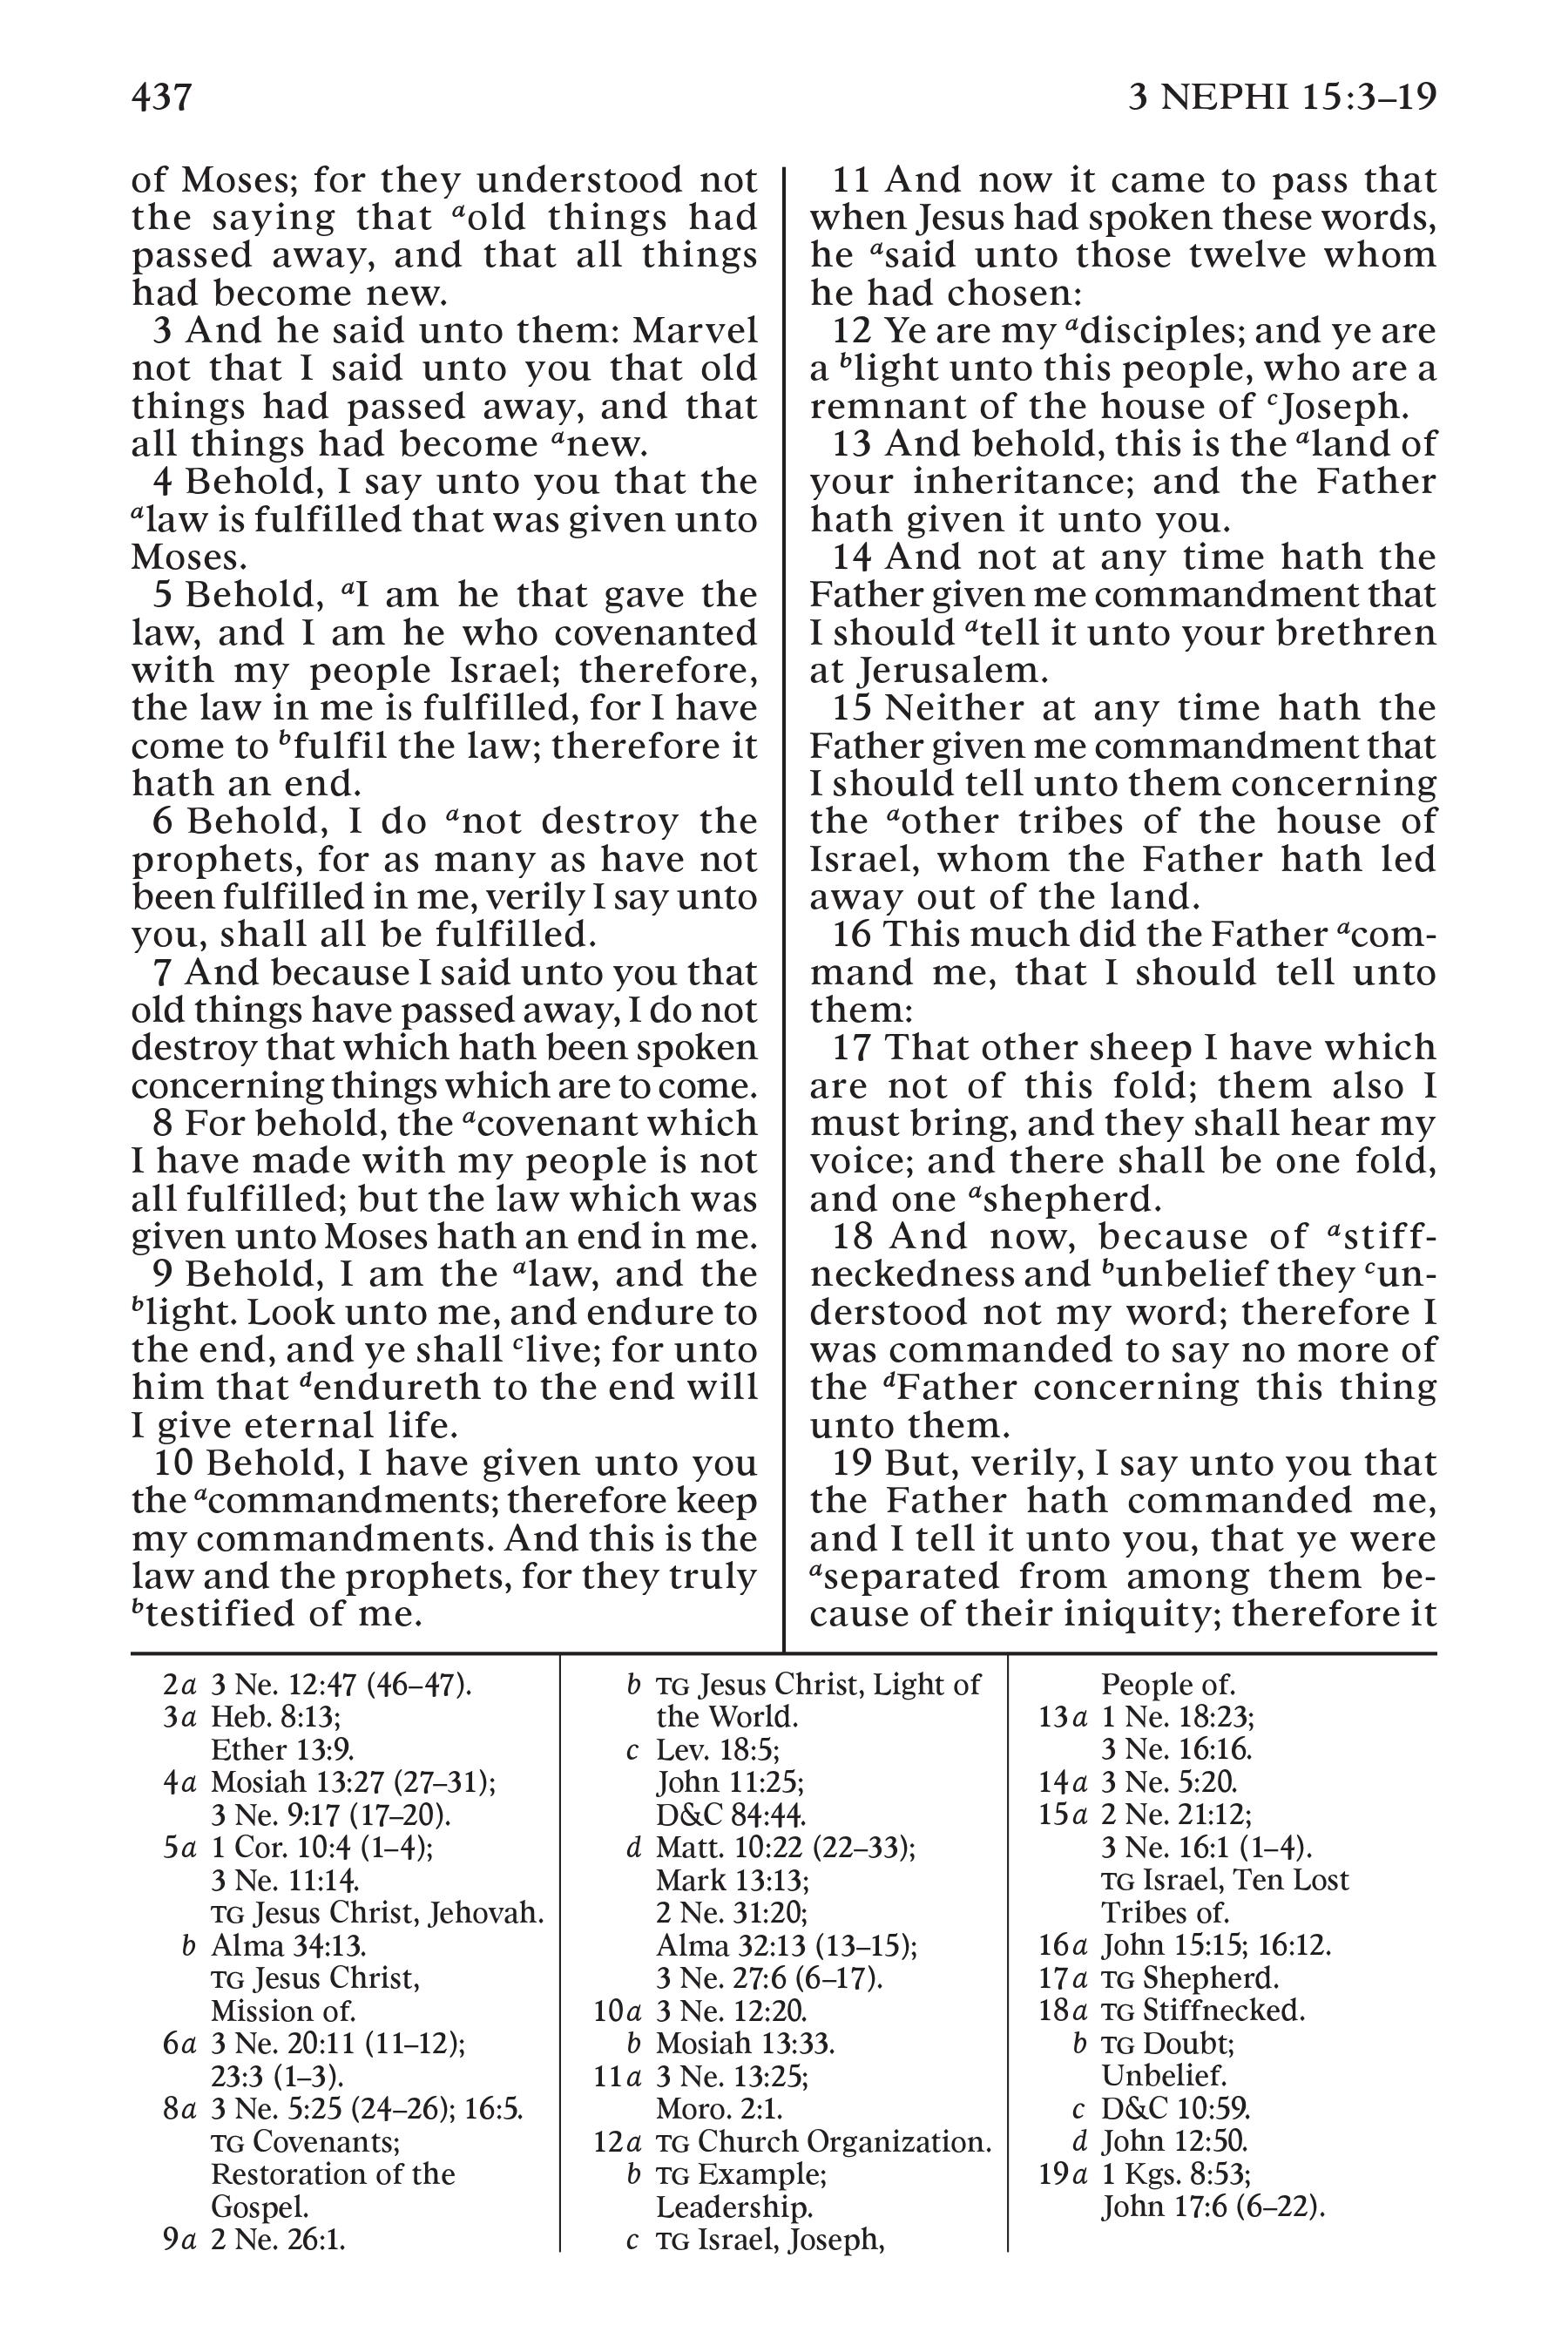 437
3 NEPHI 15:3–19
of Moses; for they understood not
the saying that aold things had
passed away, and that all things
had become new.
3 And he said unto them: Marvel
not that I said unto you that old
things had passed away, and that
all things had become anew.
4 Behold, I say unto you that the
alaw is fulfilled that was given unto
Moses.
5 Behold, aI am he that gave the
law, and I am he who covenanted
with my people Israel; therefore,
the law in me is fulfilled, for I have
come to bfulfil the law; therefore it
hath an end.
6 Behold, I do anot destroy the
prophets, for as many as have not
been fulfilled in me, verily I say unto
you, shall all be fulfilled.
7 And because I said unto you that
old things have passed away, I do not
destroy that which hath been spoken
concerning things which are to come.
8 For behold, the acovenant which
I have made with my people is not
all fulfilled; but the law which was
given unto Moses hath an end in me.
9 Behold, I am the alaw, and the
blight. Look unto me, and endure to
the end, and ye shall clive; for unto
him that dendureth to the end will
I give eternal life.
10 Behold, I have given unto you
the acommandments; therefore keep
my commandments. And this is the
law and the prophets, for they truly
btestified of me.
11 And now it came to pass that
when Jesus had spoken these words,
he asaid unto those twelve whom
he had chosen:
12 Ye are my adisciples; and ye are
a blight unto this people, who are a
remnant of the house of cJoseph.
13 And behold, this is the aland of
your inheritance; and the Father
hath given it unto you.
14 And not at any time hath the
Father given me commandment that
I should atell it unto your brethren
at Jerusalem.
15 Neither at any time hath the
Father given me commandment that
I should tell unto them concerning
the aother tribes of the house of
Israel, whom the Father hath led
away out of the land.
16 This much did the Father acom-
mand me, that I should tell unto
them:
17 That other sheep I have which
are not of this fold; them also I
must bring, and they shall hear my
voice; and there shall be one fold,
and one ashepherd.
18 And now, because of astiff-
neckedness and bunbelief they cun-
derstood not my word; therefore I
was commanded to say no more of
the dFather concerning this thing
unto them.
19 But, verily, I say unto you that
the Father hath commanded me,
and I tell it unto you, that ye were
aseparated from among them be-
cause of their iniquity; therefore it
2a 3 Ne. 12:47 (46–47).
3a Heb. 8:13;
Ether 13:9.
4a Mosiah 13:27 (27–31);
3 Ne. 9:17 (17–20).
5a 1 Cor. 10:4 (1–4);
3 Ne. 11:14.
TG Jesus Christ, Jehovah.
b Alma 34:13.
TG Jesus Christ,
Mission of.
6a 3 Ne. 20:11 (11–12);
23:3 (1–3).
8a 3 Ne. 5:25 (24–26); 16:5.
TG Covenants;
Restoration of the
Gospel.
9a 2 Ne. 26:1.
b TG Jesus Christ, Light of
the World.
c Lev. 18:5;
John 11:25;
D&C 84:44.
d Matt. 10:22 (22–33);
Mark 13:13;
2 Ne. 31:20;
Alma 32:13 (13–15);
3 Ne. 27:6 (6–17).
10a 3 Ne. 12:20.
b Mosiah 13:33.
11a 3 Ne. 13:25;
Moro. 2:1.
12a TG Church Organization.
b TG Example;
Leadership.
c TG Israel, Joseph,
People of.
13a 1 Ne. 18:23;
3 Ne. 16:16.
14a 3 Ne. 5:20.
15a 2 Ne. 21:12;
3 Ne. 16:1 (1–4).
TG Israel, Ten Lost
Tribes of.
16a John 15:15; 16:12.
17a TG Shepherd.
18a TG Stiffnecked.
b TG Doubt;
Unbelief.
c D&C 10:59.
d John 12:50.
19a 1 Kgs. 8:53;
John 17:6 (6–22).